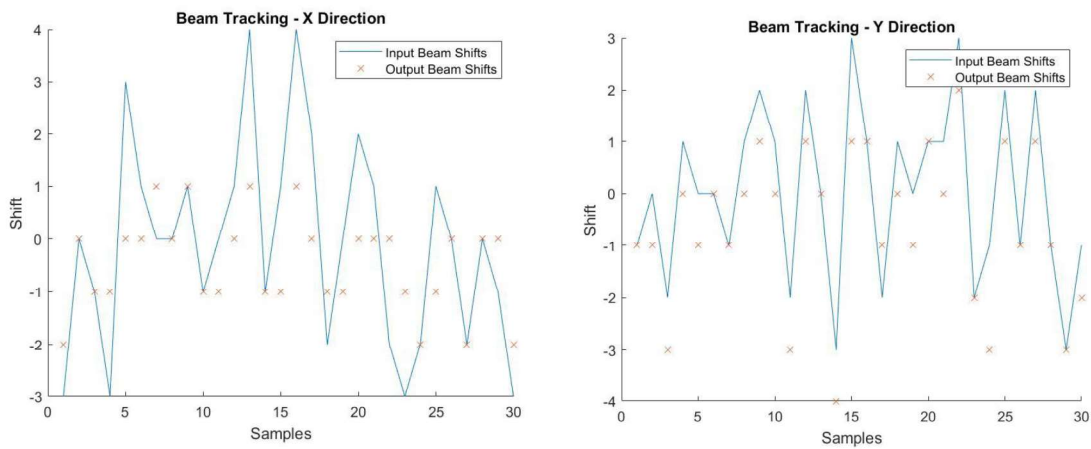 Beam Tracking - X Direction
Input Beam Shifts
Output Beam Shifts
4
3
2
1
0
-1
-2
-3
Shift
0 5 10 15 20 25 30
Samples
Beam Tracking - Y Direction
Input Beam Shifts
Output Beam Shifts
3
2
1
0
-1
-2
-3
-4
Shift
0 5 10 15 20 25 30
Samples